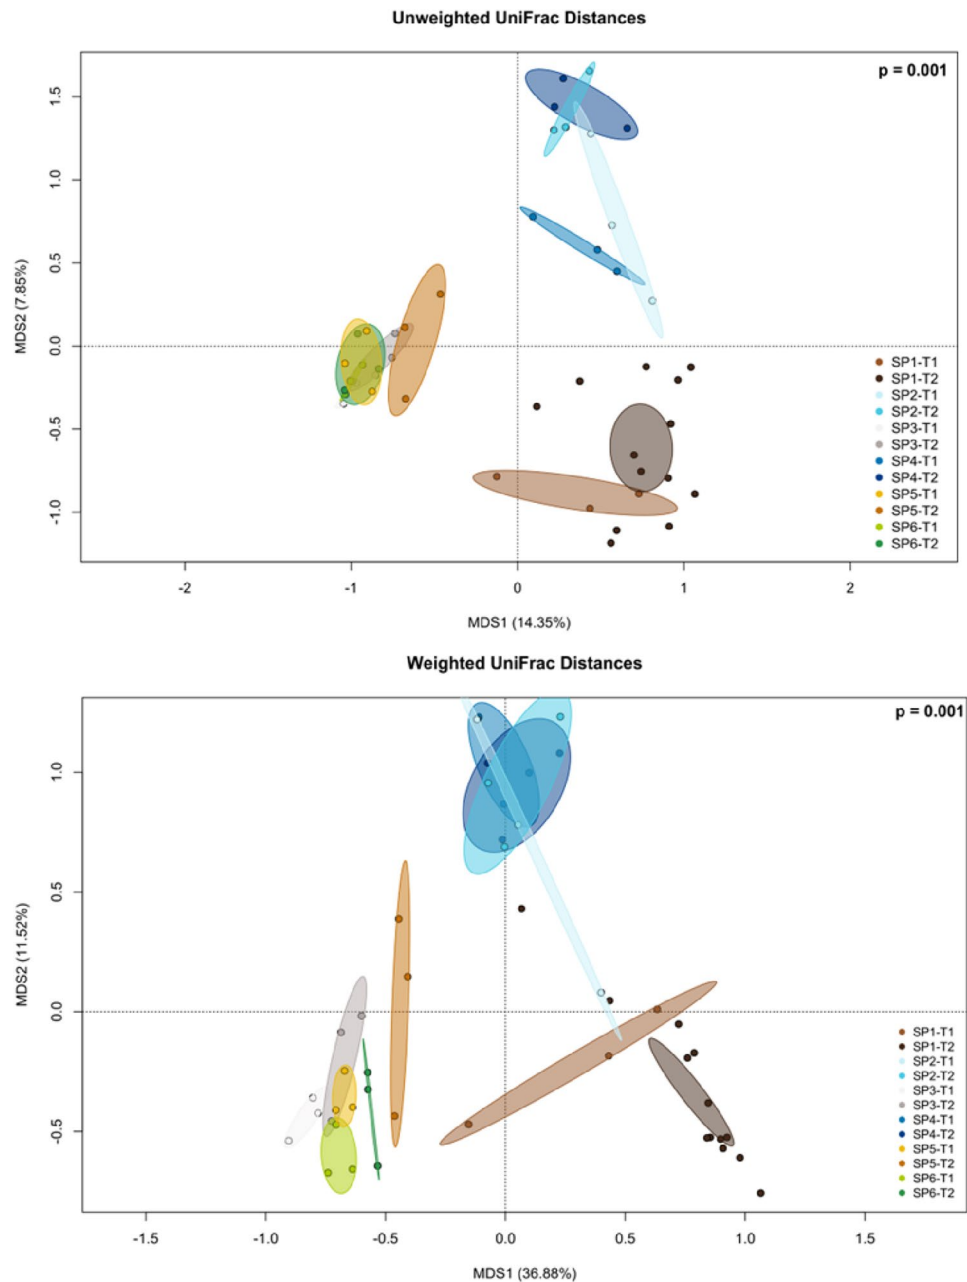 Unweighted UniFrac Distances
p = 0.001
1.5
1.0
0.5
0.0
-0.5
-1.0
MDS2 (7.85%)
SP1-T1
SP1-T2
SP2-T1
SP2-T2
SP3-T1
SP3-T2
SP4-T1
SP4-T2
SP5-T1
SP5-T2
SP6-T1
SP6-T2
-2 -1 0 1 2
MDS1 (14.35%)
Weighted UniFrac Distances
p = 0.001
1.0
0.5
0.0
-0.5
MDS2 (11.52%)
SP1-T1
SP1-T2
SP2-T1
SP2-T2
SP3-T1
SP3-T2
SP4-T1
SP4-T2
SP5-T1
SP5-T2
SP6-T1
SP6-T2
-1.5 -1.0 -0.5 0.0 0.5 1.0 1.5
MDS1 (36.88%)